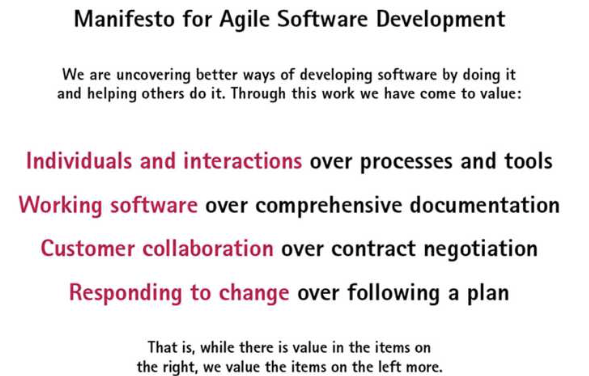 Manifesto for Agile Software Development
We are uncovering better ways of developing software by doing it
and helping others do it. Through this work we have come to value:
Individuals and interactions over processes and tools
Working software over comprehensive documentation
Customer collaboration over contract negotiation
Responding to change over following a plan
That is, while there is value in the items on
the right, we value the items on the left more.